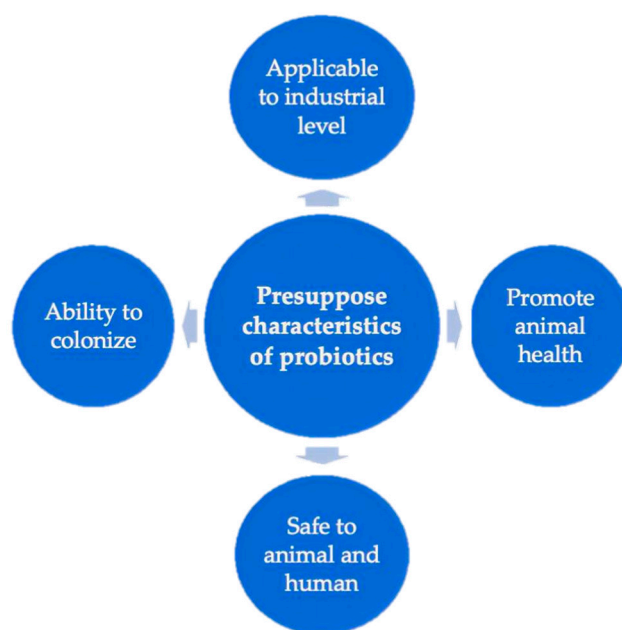 Applicable
to industrial
level
Ability to
colonize
Presuppose
characteristics
of probiotics
Promote
animal
health
Safe to
animal and
human